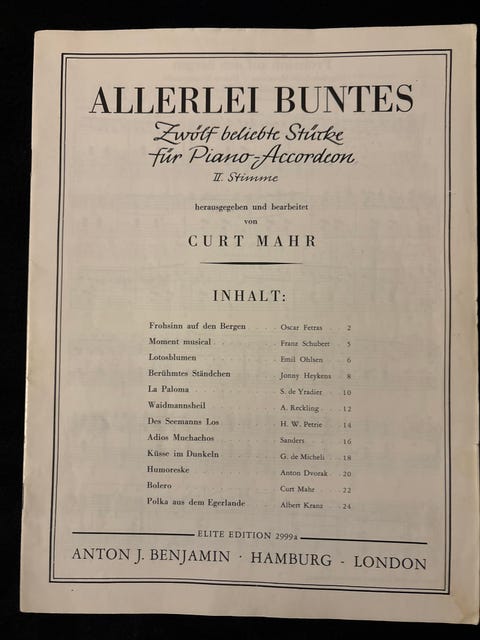 ALLERLEI BUNTES
Zwölf beliebte Stücke
für Piano-Accordeon
II. Stimme
herausgegeben und bearbeitet
von
CURT MAHR
INHALT:
Frohsinn auf den Bergen . . . Oscar Fetras . . 2
Moment musical . . . Franz Schubert . . 5
Lotosblumen . . . Emil Ohlsen . . 6
Berühmtes Ständchen . . . Jonny Heykens . . 8
La Paloma . . . S. de Yradier . . 10
Waidmannsheil . . . A. Reckling . . 12
Des Seemanns Los . . . H. W. Petrie . . 14
Adios Muchachos . . . Sanders . . 16
Küsse im Dunkeln . . . G. de Micheli . . 18
Humoreske . . . Anton Dvorak . . 20
Bolero . . . Curt Mahr . . 22
Polka aus dem Egerlande . . . Albert Kranz . . 24
ELITE EDITION 2999a
ANTON J. BENJAMIN · HAMBURG - LONDON